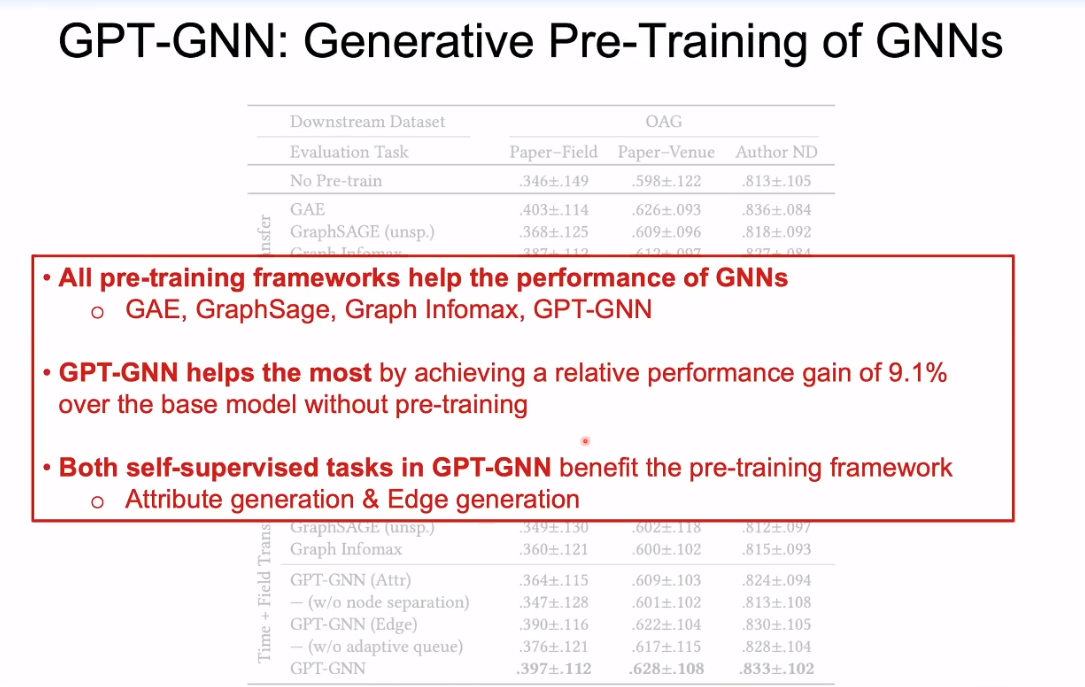 GPT-GNN: Generative Pre-Training of GNNs
Downstream Dataset OAG
Evaluation Task Paper–Field Paper–Venue Author ND
No Pre-train .346±.149 .598±.122 .813±.105
GAE .403±.114 .626±.093 .836±.084
GraphSAGE (unsp.) .368±.125 .609±.096 .818±.092
Graph Infomax .387±.112 .612±.097 .827±.084
• All pre-training frameworks help the performance of GNNs
o GAE, GraphSage, Graph Infomax, GPT-GNN
• GPT-GNN helps the most by achieving a relative performance gain of 9.1%
over the base model without pre-training
• Both self-supervised tasks in GPT-GNN benefit the pre-training framework
o Attribute generation & Edge generation
GraphSAGE (unsp.) .349±.130 .602±.118 .812±.097
Graph Infomax .360±.121 .600±.102 .815±.093
Time + Field Trans
GPT-GNN (Attr) .364±.115 .609±.103 .824±.094
– (w/o node separation) .347±.128 .601±.102 .813±.108
GPT-GNN (Edge) .390±.116 .622±.104 .830±.105
– (w/o adaptive queue) .376±.121 .617±.115 .828±.104
GPT-GNN .397±.112 .628±.108 .833±.102